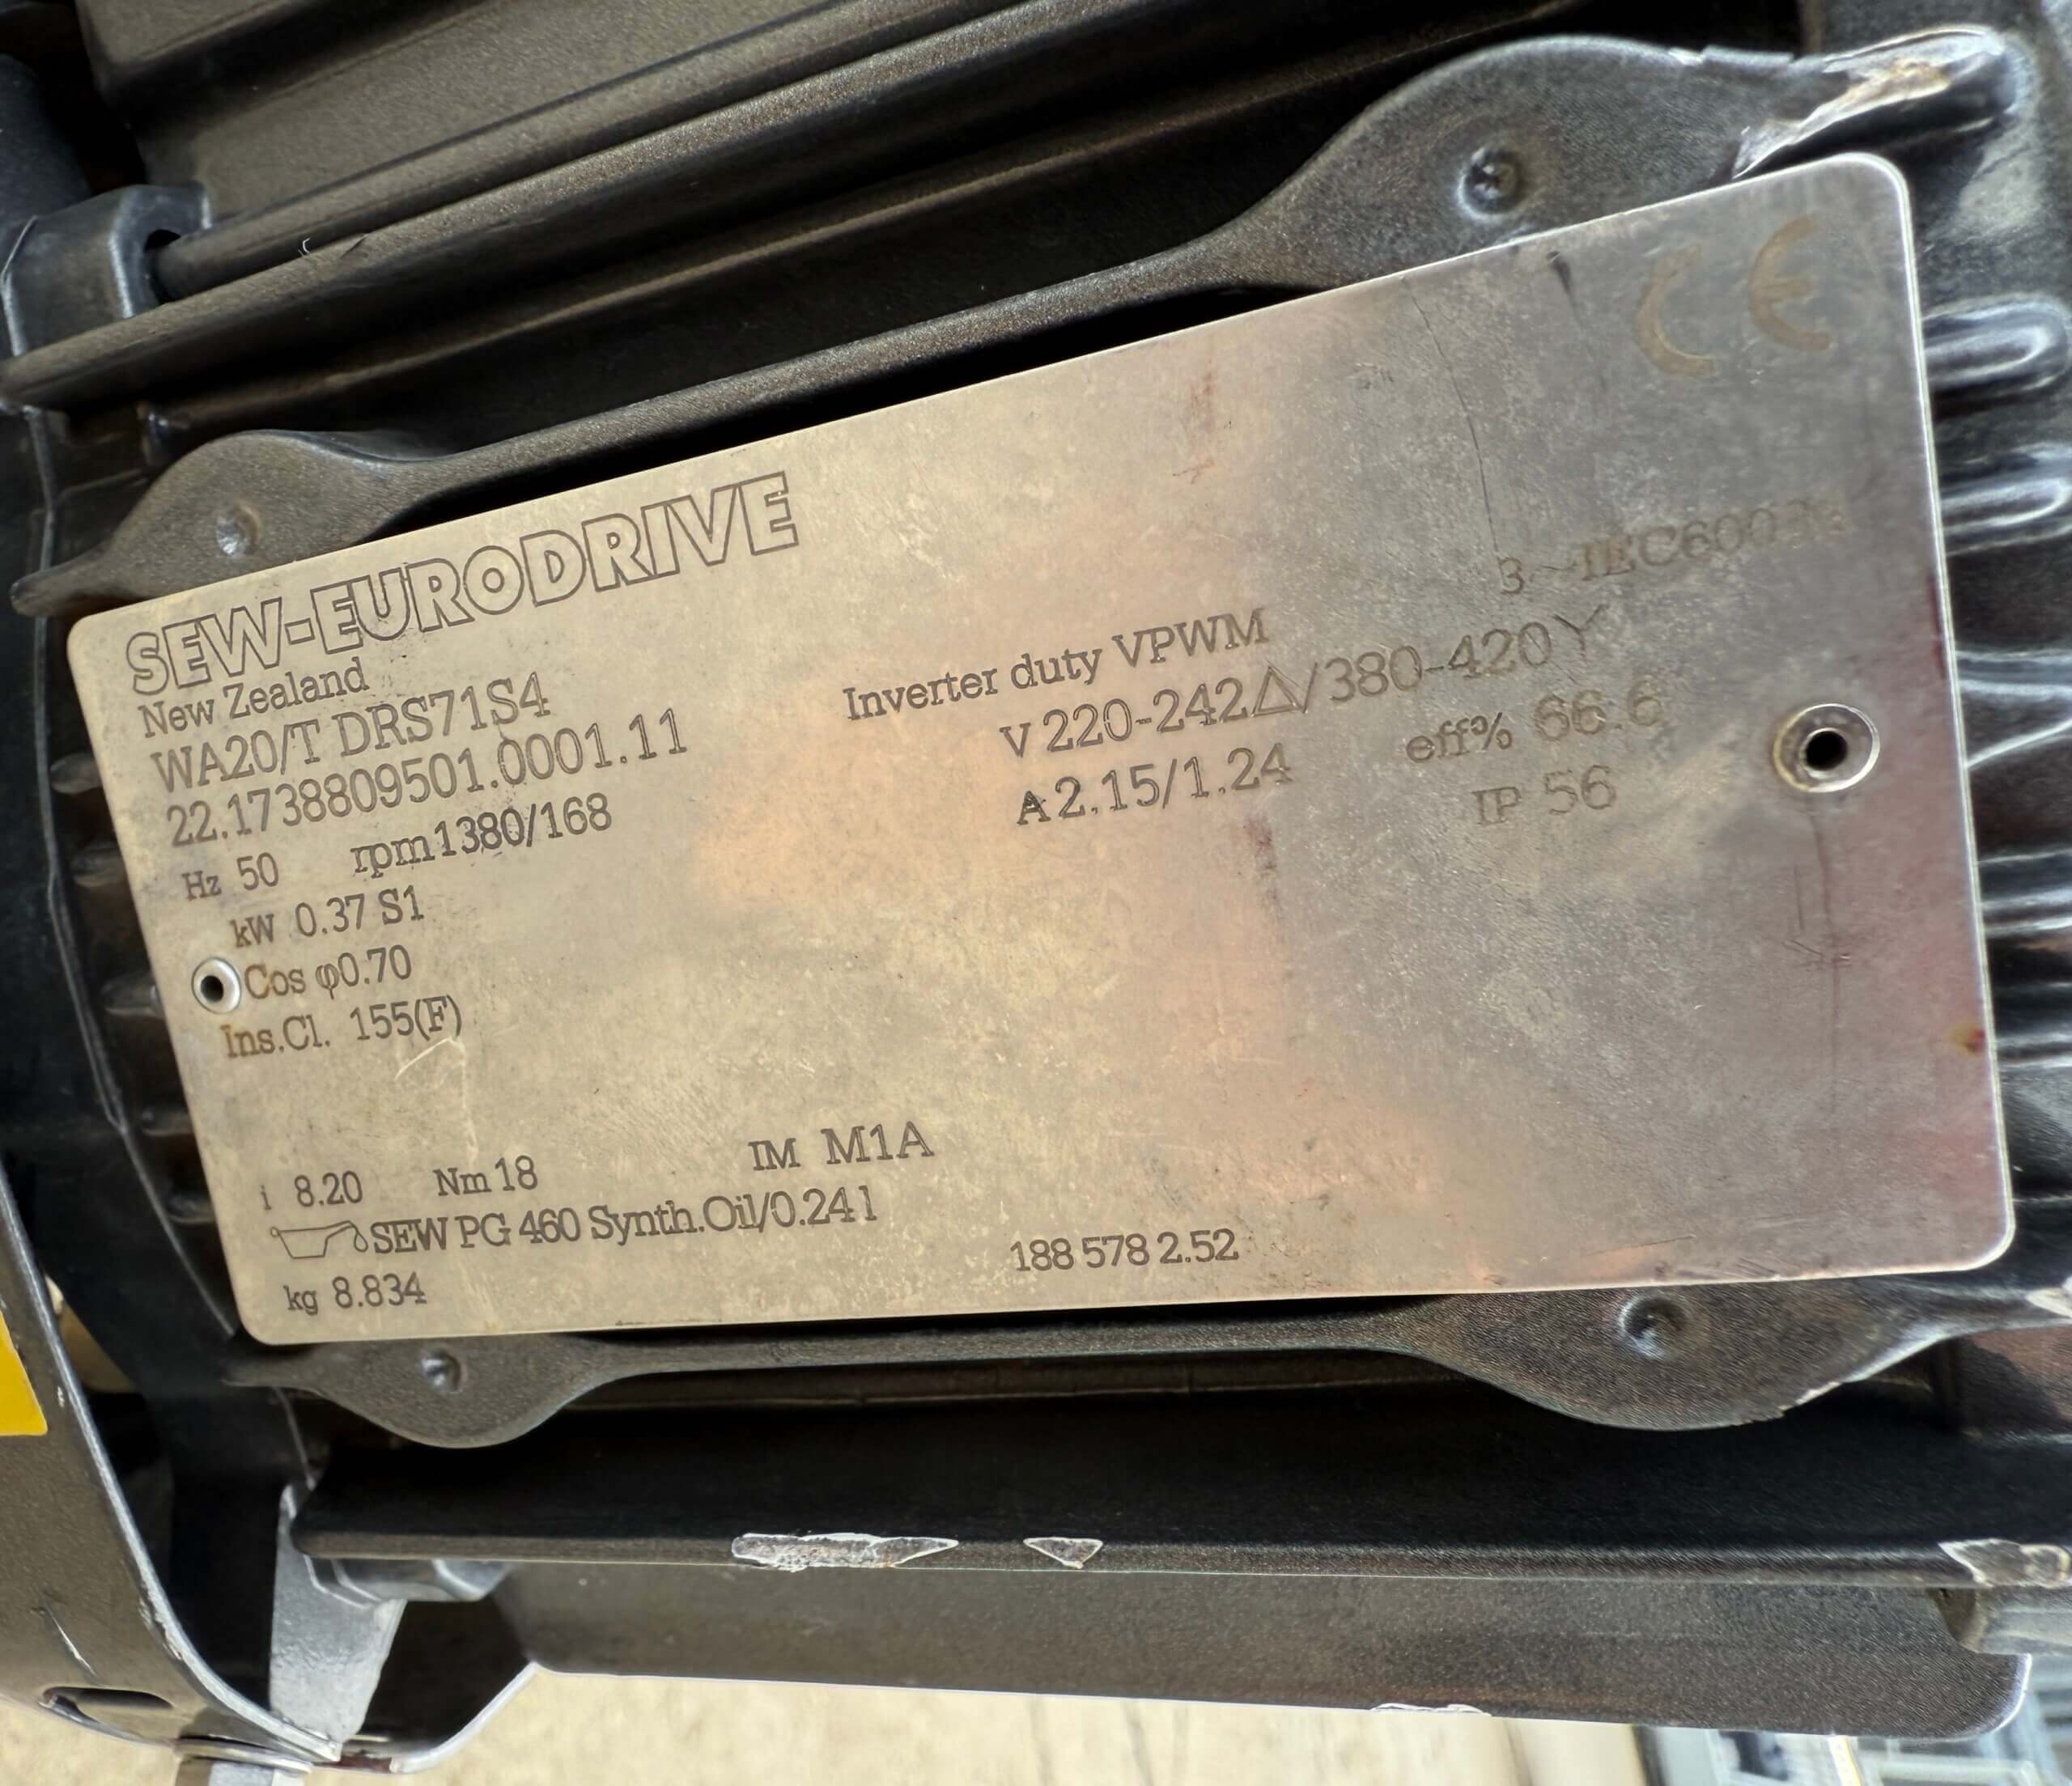 CE
SEW-EURODRIVE
New Zealand
WA20/T DRS71S4
22.1738809501.0001.11
Inverter duty VPWM
3~IEC60034
Hz 50 rpm 1380/168
V 220-242Δ/380-420Y
kW 0.37 S1
A 2.15/1.24
eff% 66.6
Cos φ0.70
IP 56
Ins.Cl. 155(F)
i 8.20 Nm 18 IM M1A
SEW PG 460 Synth.Oil/0.24 l
kg 8.834
188 578 2.52